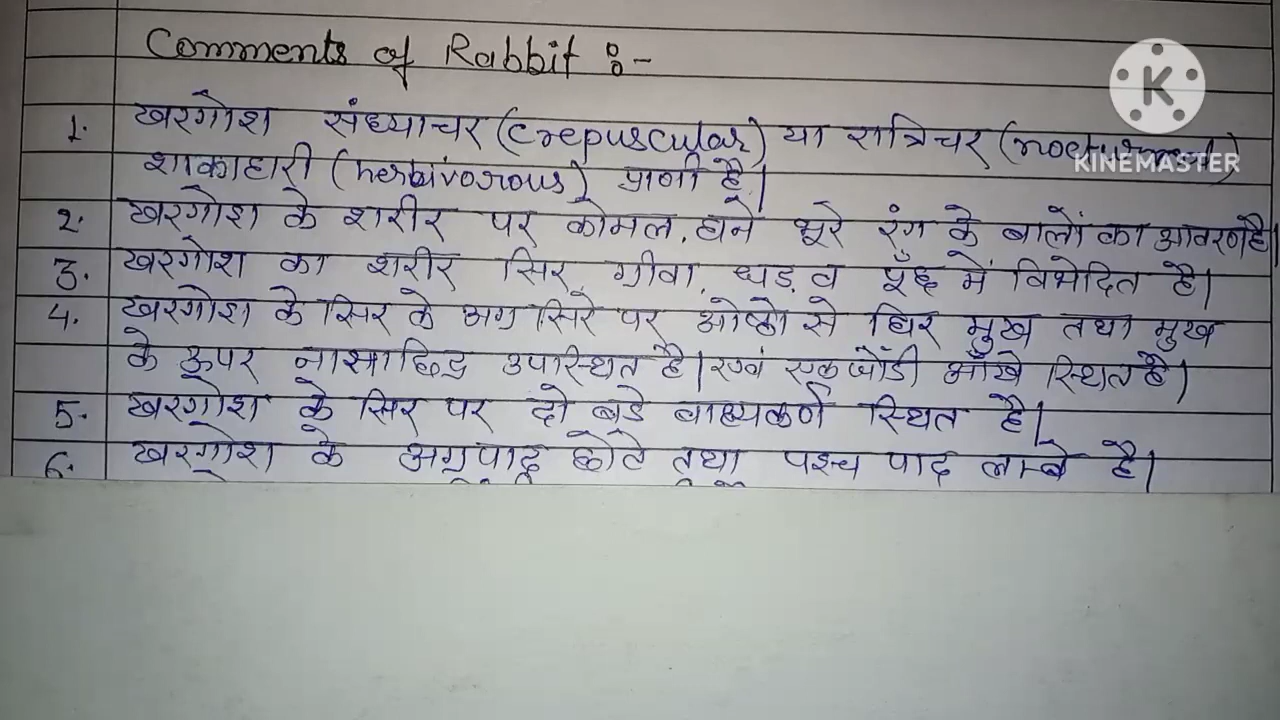 Comments of Rabbit :-
1. खरगोश संध्याचर (crepuscular) या रात्रिचर (nocturnal)
शाकाहारी (herbivorous) प्राणी है।
2. खरगोश के शरीर पर कोमल, घने भूरे रंग के बालों का आवरण है।
3. खरगोश का शरीर सिर, ग्रीवा, धड़ व पूँछ में विभेदित है।
4. खरगोश के सिर के अग्र सिरे पर ओष्ठो से घिर मुख तथा मुख
के ऊपर नासाछिद्र उपस्थित है। एवं एक जोड़ी आँखे स्थित है।
5. खरगोश के सिर पर दो बडे बाह्यकर्ण स्थित है।
6. खरगोश के अग्रपाद छोटे तथा पश्च पाद लम्बे है।
K
KINEMASTER